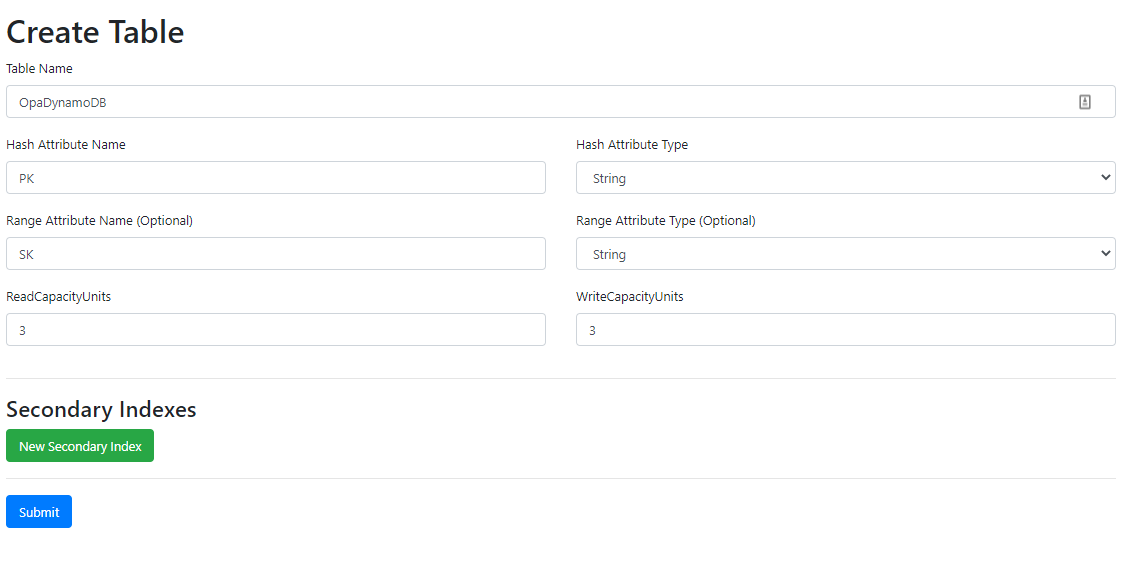 Create Table
Table Name
OpaDynamoDB
Hash Attribute Name
Hash Attribute Type
PK
String
Range Attribute Name (Optional)
Range Attribute Type (Optional)
SK
String
ReadCapacityUnits
WriteCapacityUnits
3
3
Secondary Indexes
New Secondary Index
Submit